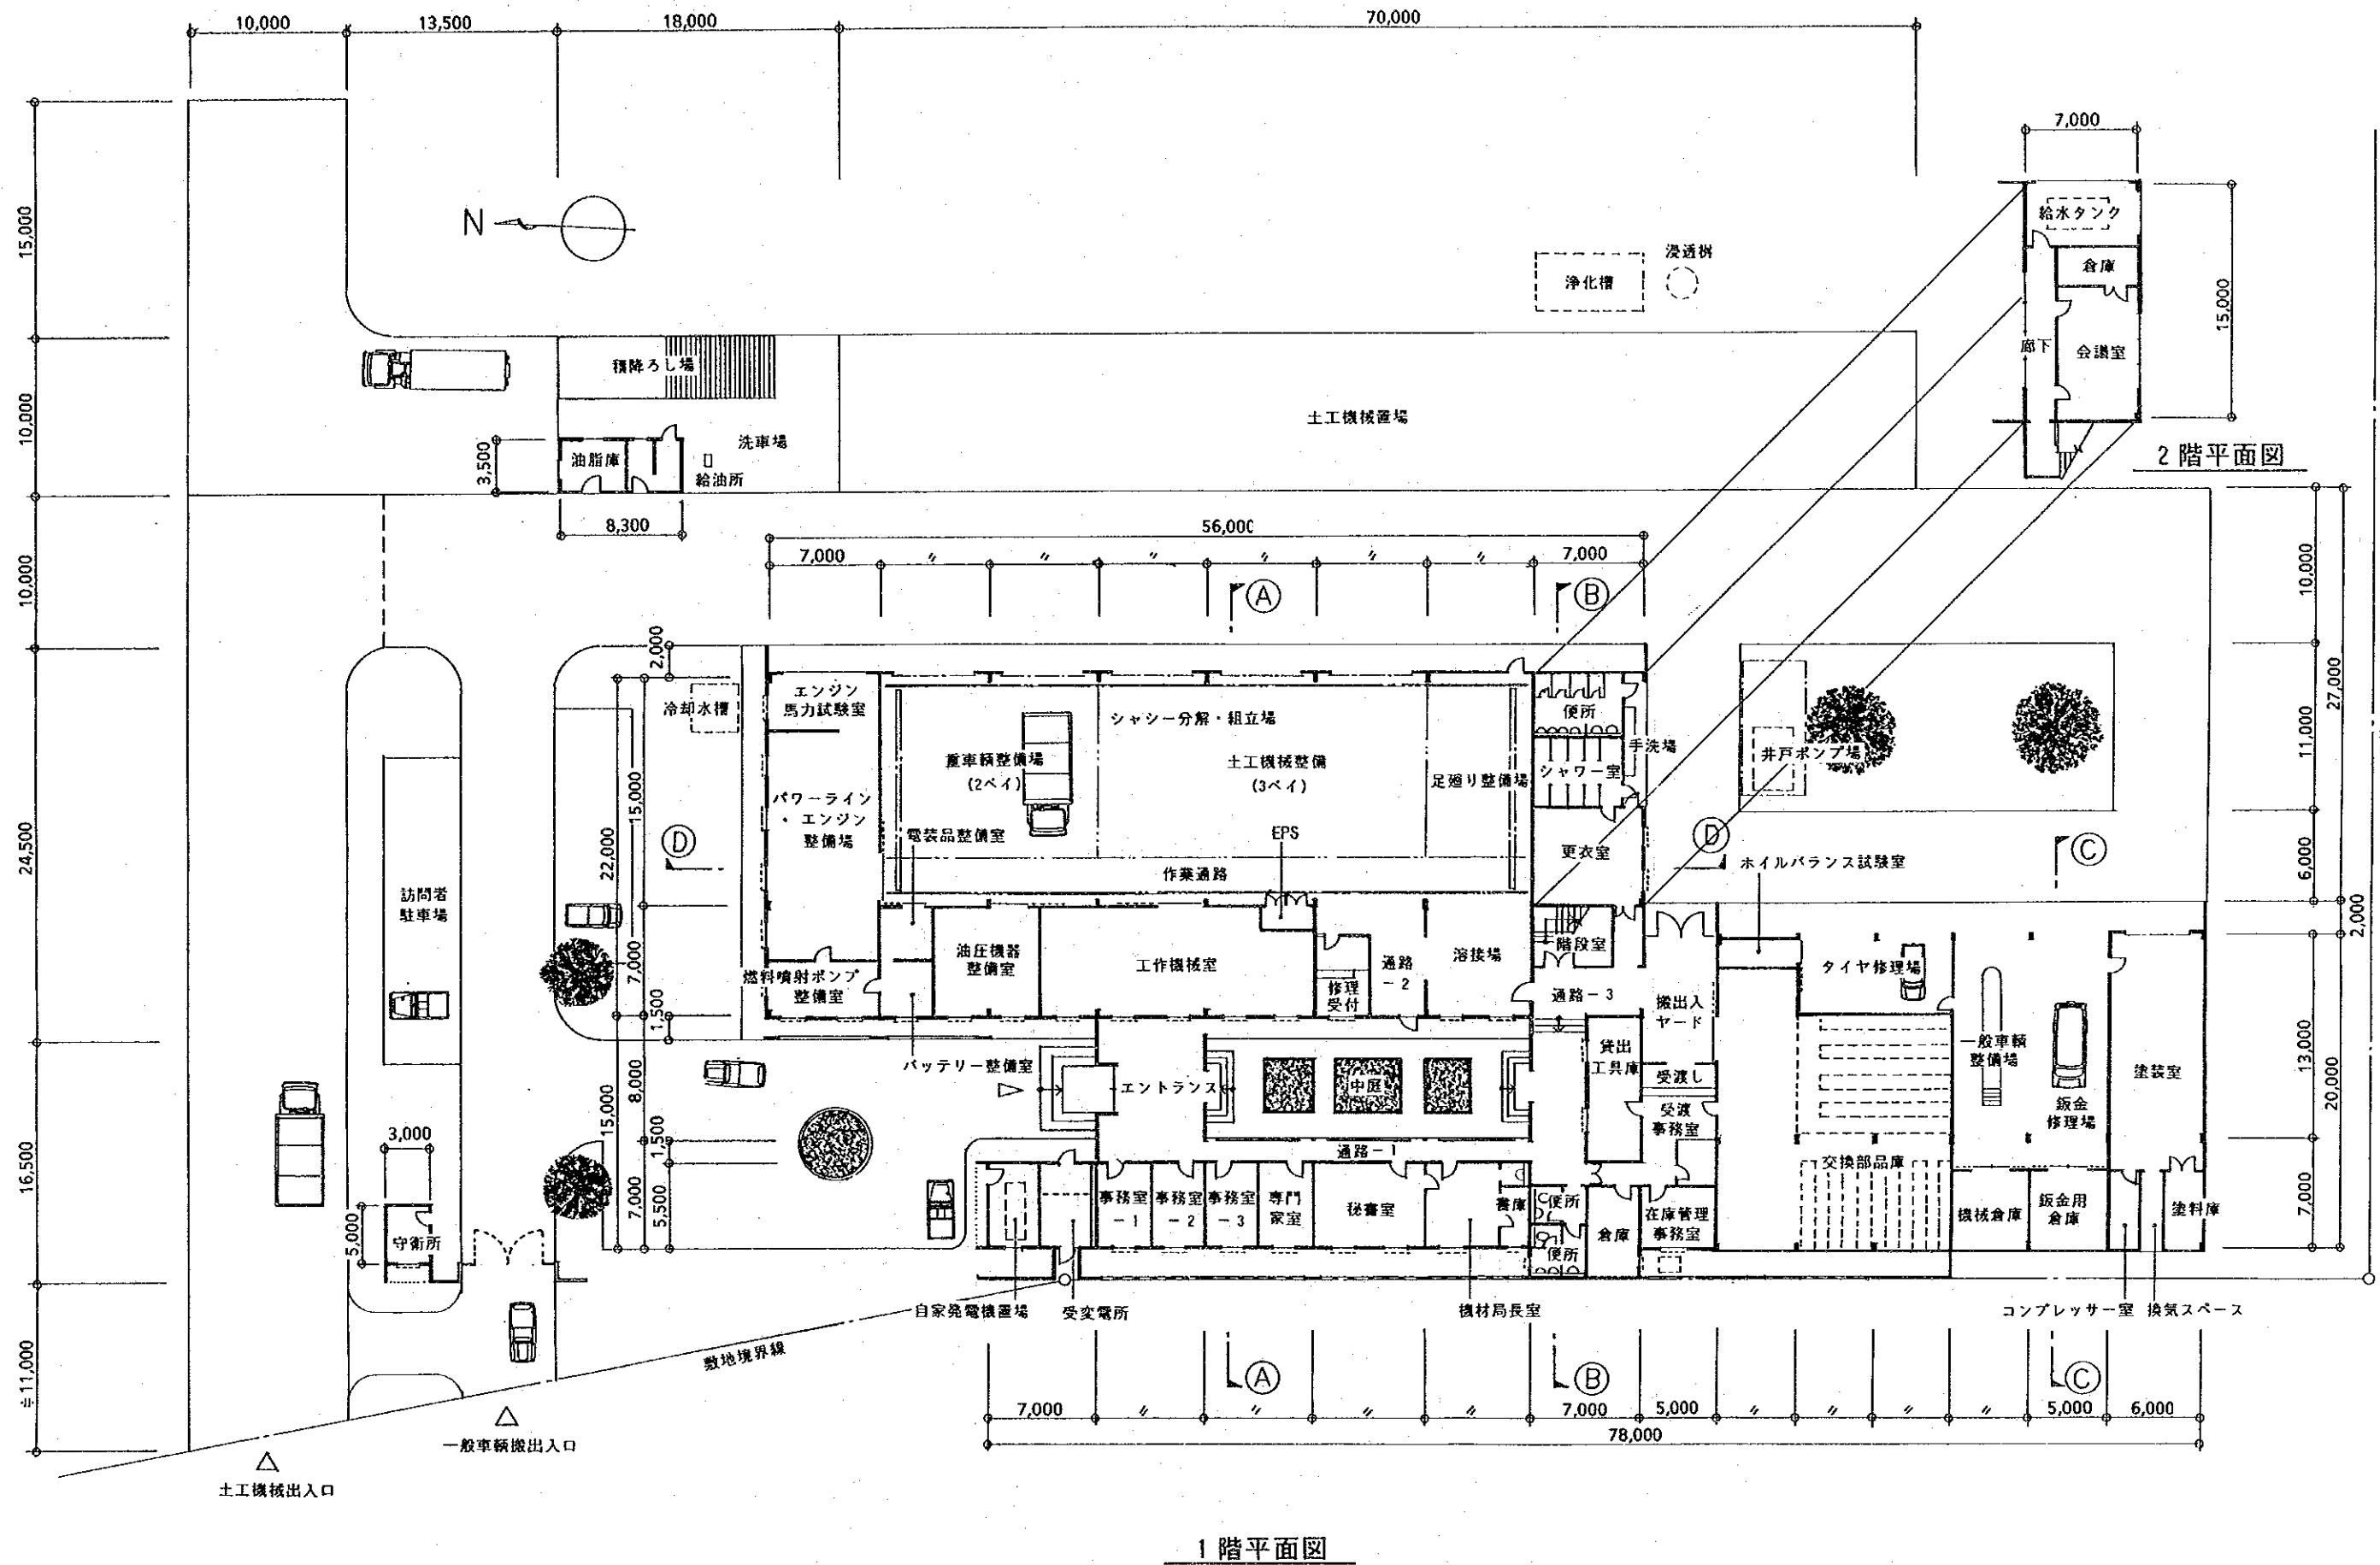 10,000
13,500
18,000
70,000
15,000
10,000
10,000
24,500
16,500
≒11,000
N
積降ろし場
洗車場
油脂庫
給油所
3,500
8,300
浄化槽
浸透桝
土工機械置場
7,000
給水タンク
倉庫
廊下
会議室
15,000
2階平面図
56,000
7,000
〃
〃
〃
〃
〃
〃
7,000
A
B
2,000
22,000
15,000
7,000
1,500
15,000
8,000
1,500
7,000
5,500
冷却水槽
エンジン
馬力試験室
パワーライン
・エンジン
整備場
シャシー分解・組立場
重車輌整備場
(2ベイ)
土工機械整備
(3ベイ)
足廻り整備場
電装品整備室
EPS
作業通路
便所
手洗場
シャワー室
更衣室
井戸ポンプ場
D
D
C
ホイルバランス試験室
10,000
11,000
6,000
27,000
2,000
13,000
20,000
7,000
訪問者
駐車場
燃料噴射ポンプ
整備室
油圧機器
整備室
工作機械室
修理
受付
通路
-2
溶接場
階段室
通路-3
搬出入
ヤード
タイヤ修理場
一般車輌
整備場
鈑金
修理場
塗装室
バッテリー整備室
エントランス
中庭
貸出
工具庫
受渡し
受渡
事務室
通路-1
交換部品庫
3,000
5,000
守衛所
事務室
-1
事務室
-2
事務室
-3
専門
家室
秘書室
書庫
便所
便所
倉庫
在庫管理
事務室
機械倉庫
鈑金用
倉庫
塗料庫
自家発電機置場
受変電所
機材局長室
コンプレッサー室
換気スペース
敷地境界線
A
B
C
7,000
〃
〃
〃
〃
7,000
5,000
〃
〃
〃
〃
5,000
6,000
78,000
一般車輌搬出入口
土工機械出入口
1階平面図